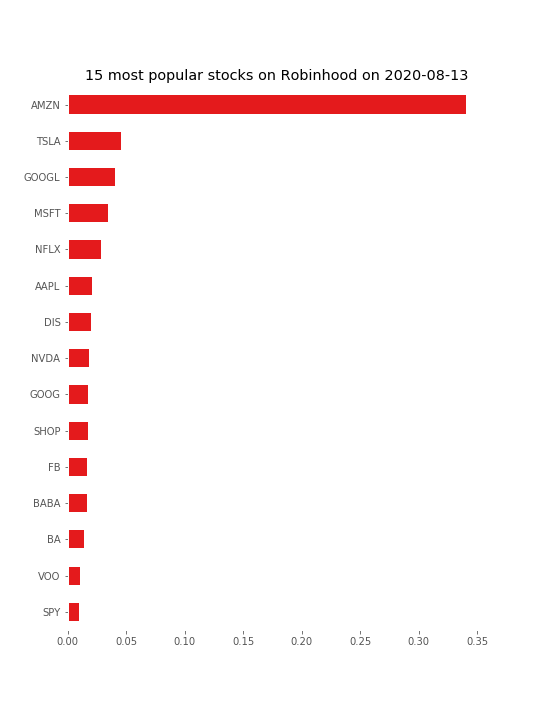 15 most popular stocks on Robinhood on 2020-08-13
AMZN
TSLA
GOOGL
MSFT
NFLX
AAPL
DIS
NVDA
GOOG
SHOP
FB
BABA
BA
VOO
SPY
0.00 0.05 0.10 0.15 0.20 0.25 0.30 0.35